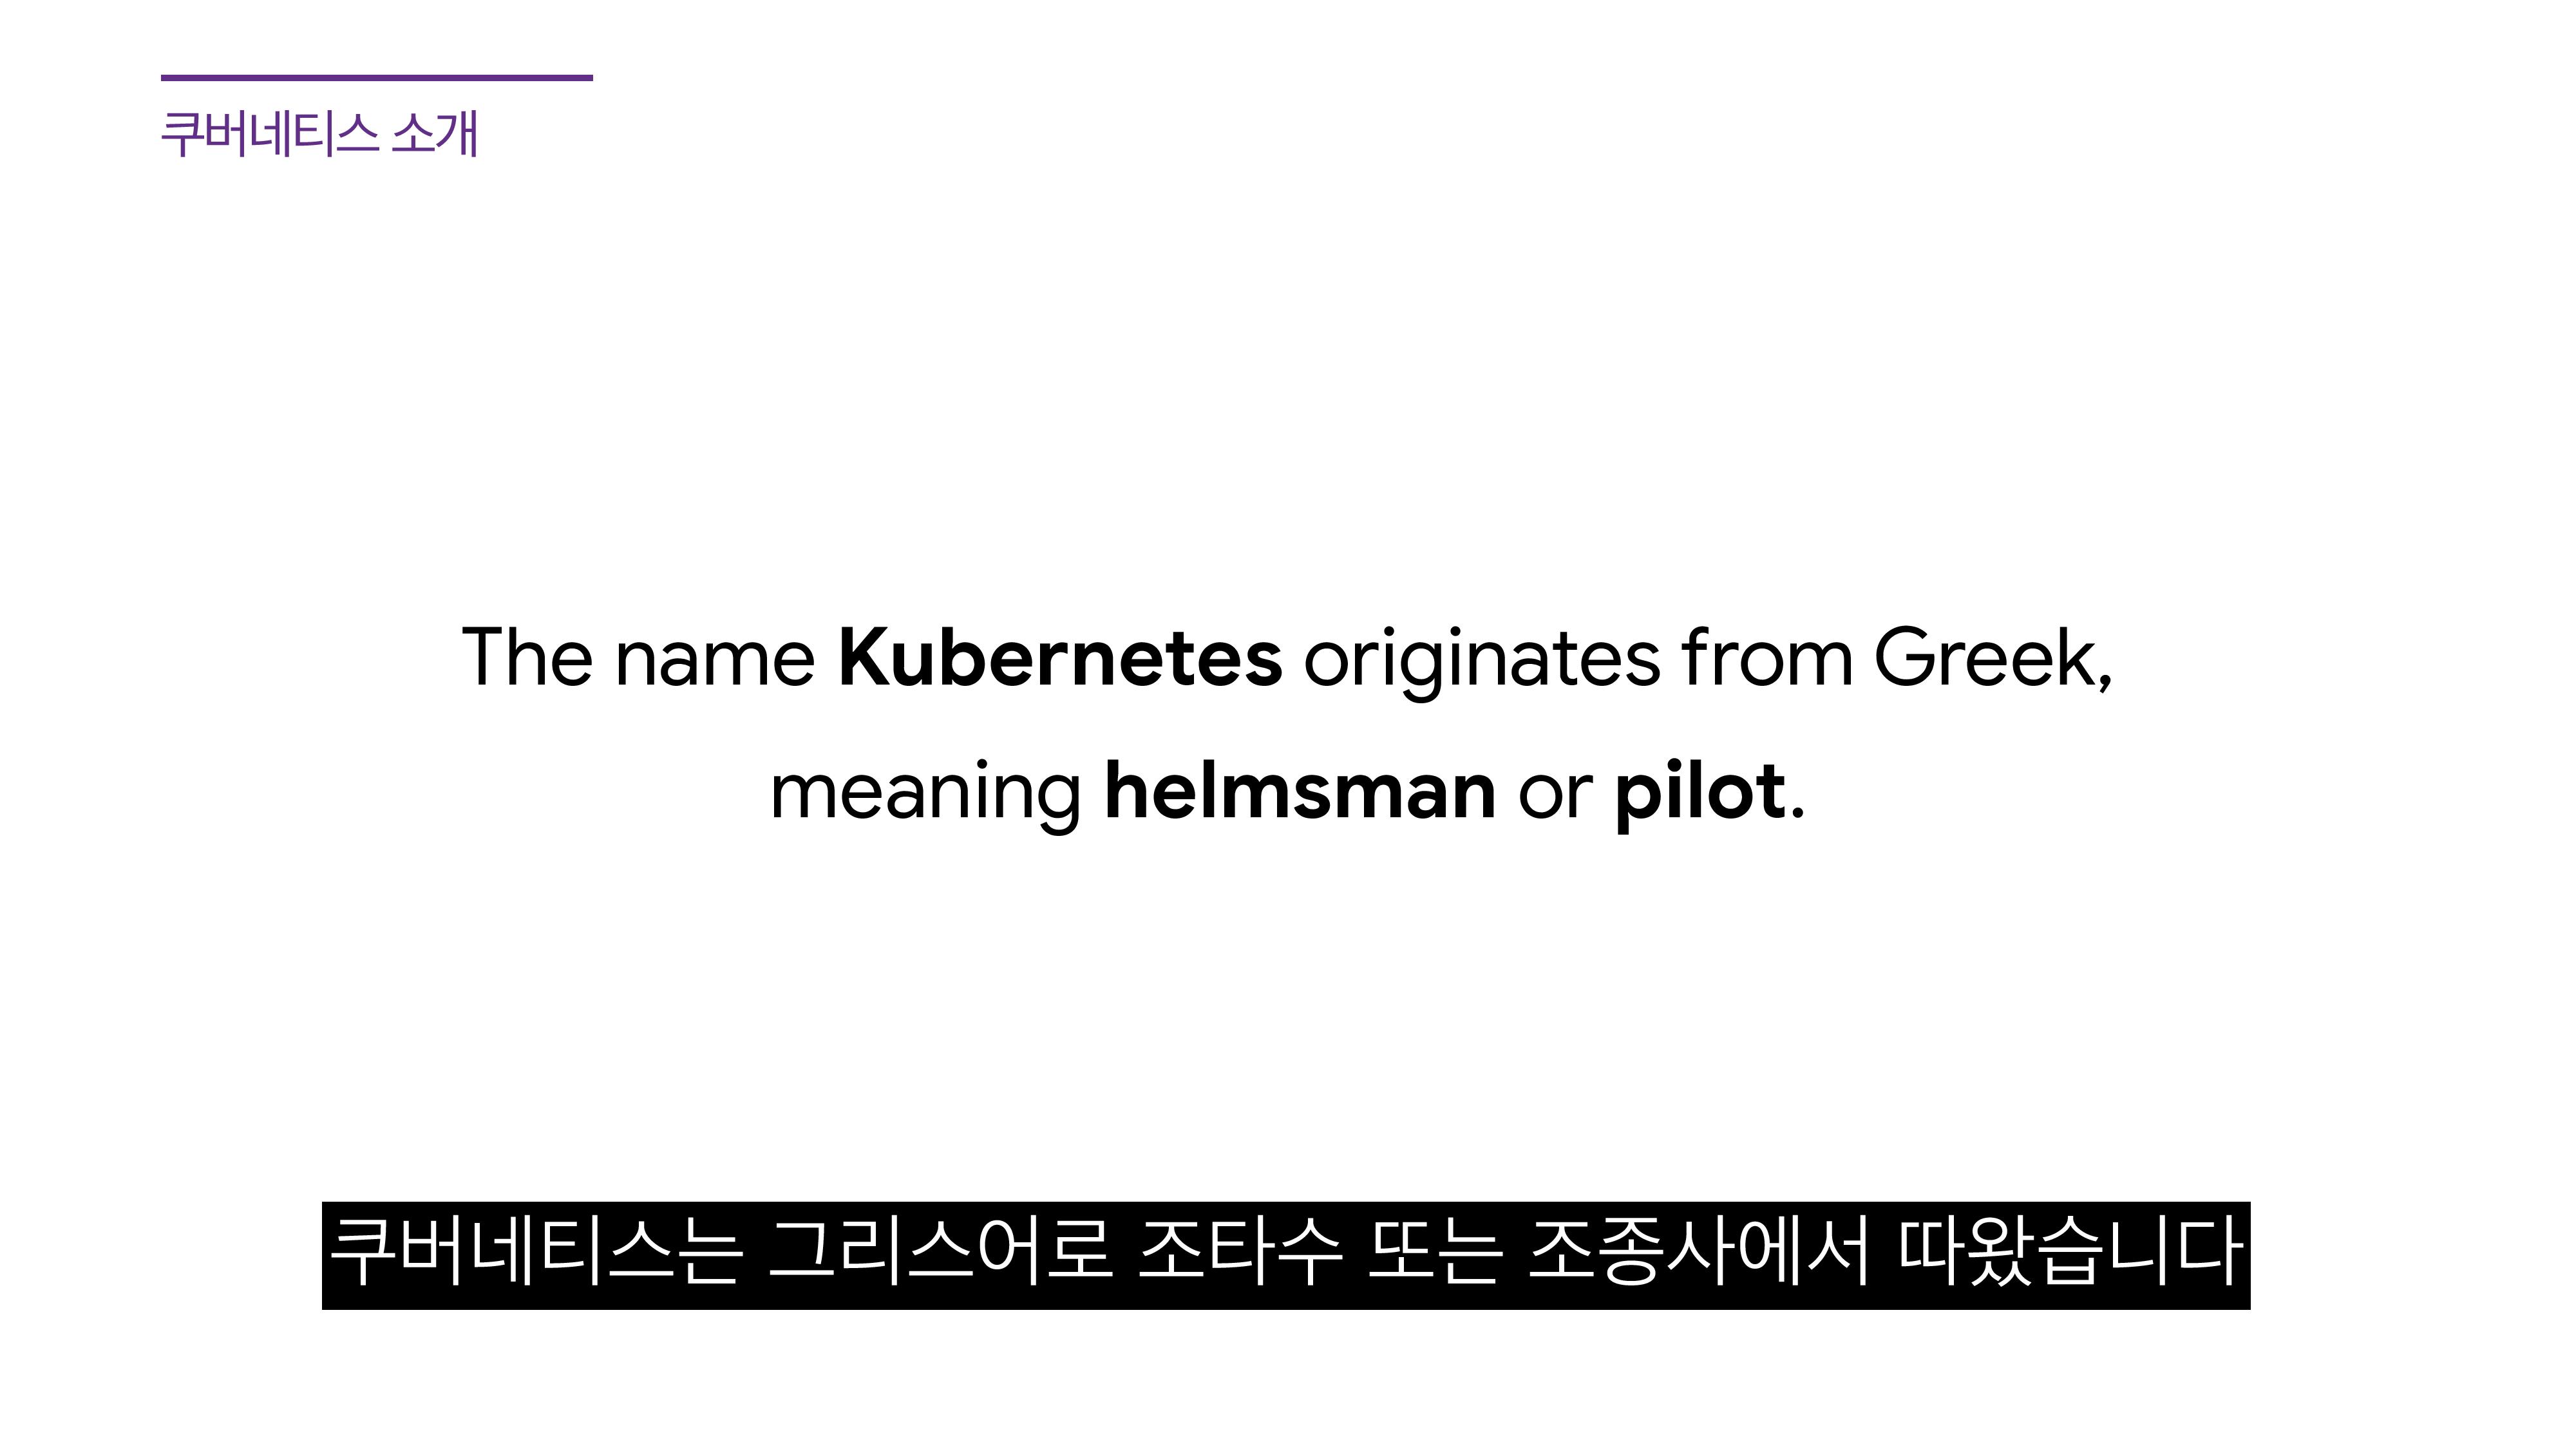 쿠버네티스 소개
The name Kubernetes originates from Greek,
meaning helmsman or pilot.
쿠버네티스는 그리스어로 조타수 또는 조종사에서 따왔습니다